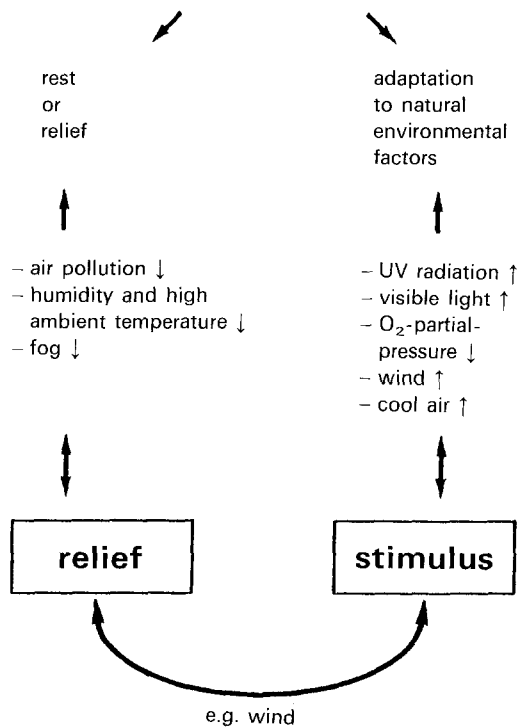 rest
or
relief
adaptation
to natural
environmental
factors
– air pollution ↓
– humidity and high
ambient temperature ↓
– fog ↓
– UV radiation ↑
– visible light ↑
– O₂-partial-
pressure ↓
– wind ↑
– cool air ↑
relief
stimulus
e.g. wind